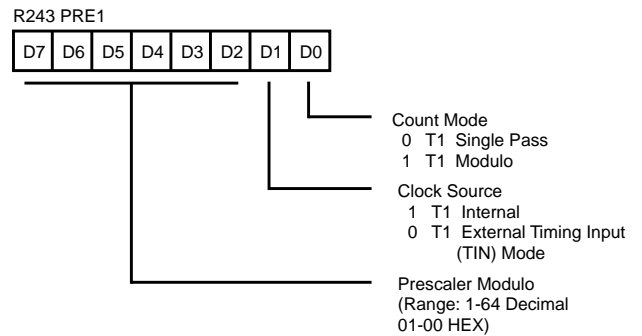 R243 PRE1
D7 D6 D5 D4 D3 D2 D1 D0
Count Mode
0 T1 Single Pass
1 T1 Modulo
Clock Source
1 T1 Internal
0 T1 External Timing Input
(TIN) Mode
Prescaler Modulo
(Range: 1-64 Decimal
01-00 HEX)